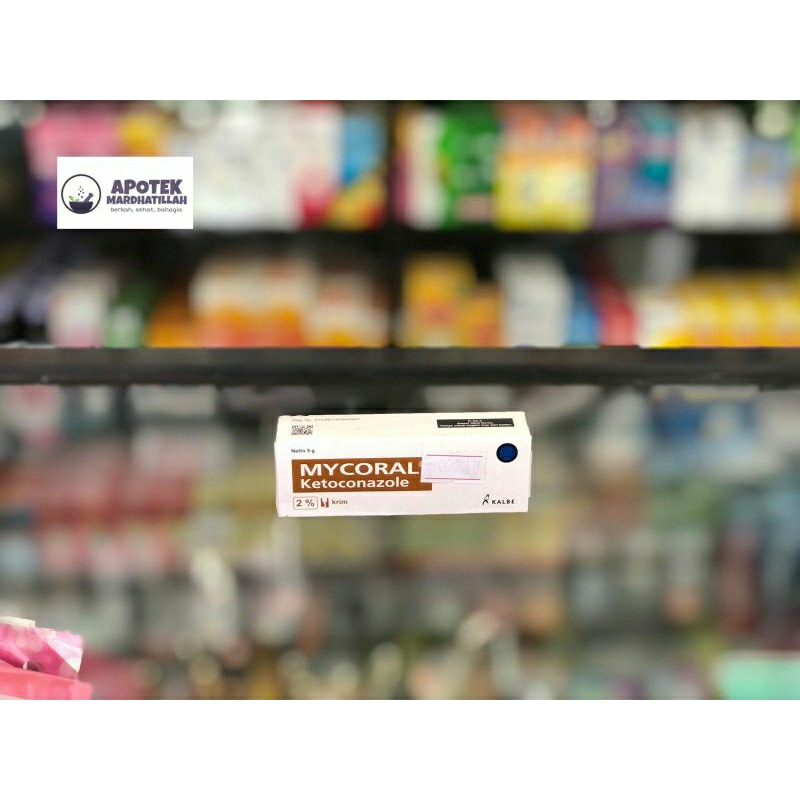 APOTEK
MARDHATILLAH
berkah, sehat, bahagia
Netto 5 g
MYCORAL®
Ketoconazole
2 %
krim
KALBE